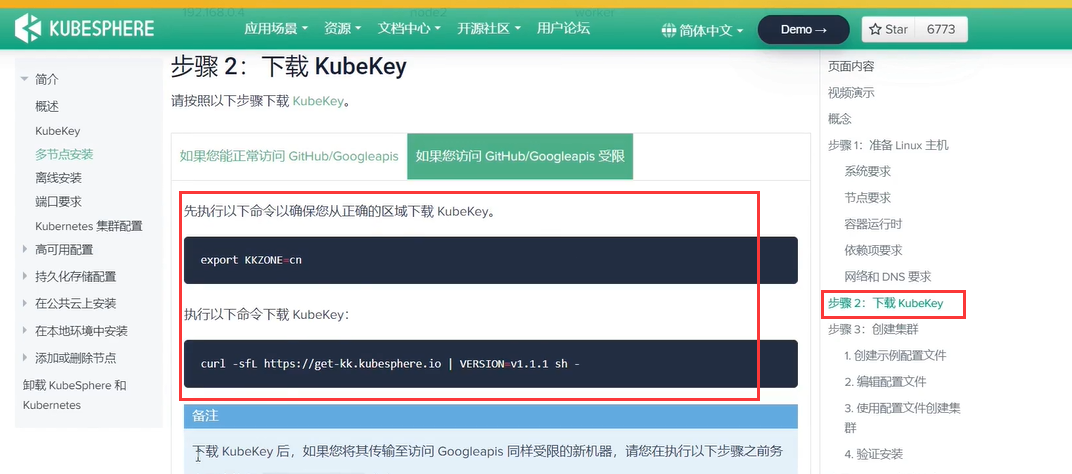 192.168.0.4 node2 worker
KUBESPHERE
应用场景 资源 文档中心 开源社区 用户论坛
简体中文
Demo →
Star 6773
简介
概述
KubeKey
多节点安装
离线安装
端口要求
Kubernetes 集群配置
高可用配置
持久化存储配置
在公共云上安装
在本地环境中安装
添加或删除节点
卸载 KubeSphere 和
Kubernetes
步骤 2：下载 KubeKey
请按照以下步骤下载 KubeKey。
如果您能正常访问 GitHub/Googleapis
如果您访问 GitHub/Googleapis 受限
先执行以下命令以确保您从正确的区域下载 KubeKey。
export KKZONE=cn
执行以下命令下载 KubeKey：
curl -sfL https://get-kk.kubesphere.io | VERSION=v1.1.1 sh -
备注
下载 KubeKey 后，如果您将其传输至访问 Googleapis 同样受限的新机器，请您在执行以下步骤之前务
页面内容
视频演示
概念
步骤 1：准备 Linux 主机
系统要求
节点要求
容器运行时
依赖项要求
网络和 DNS 要求
步骤 2：下载 KubeKey
步骤 3：创建集群
1. 创建示例配置文件
2. 编辑配置文件
3. 使用配置文件创建集
群
4. 验证安装